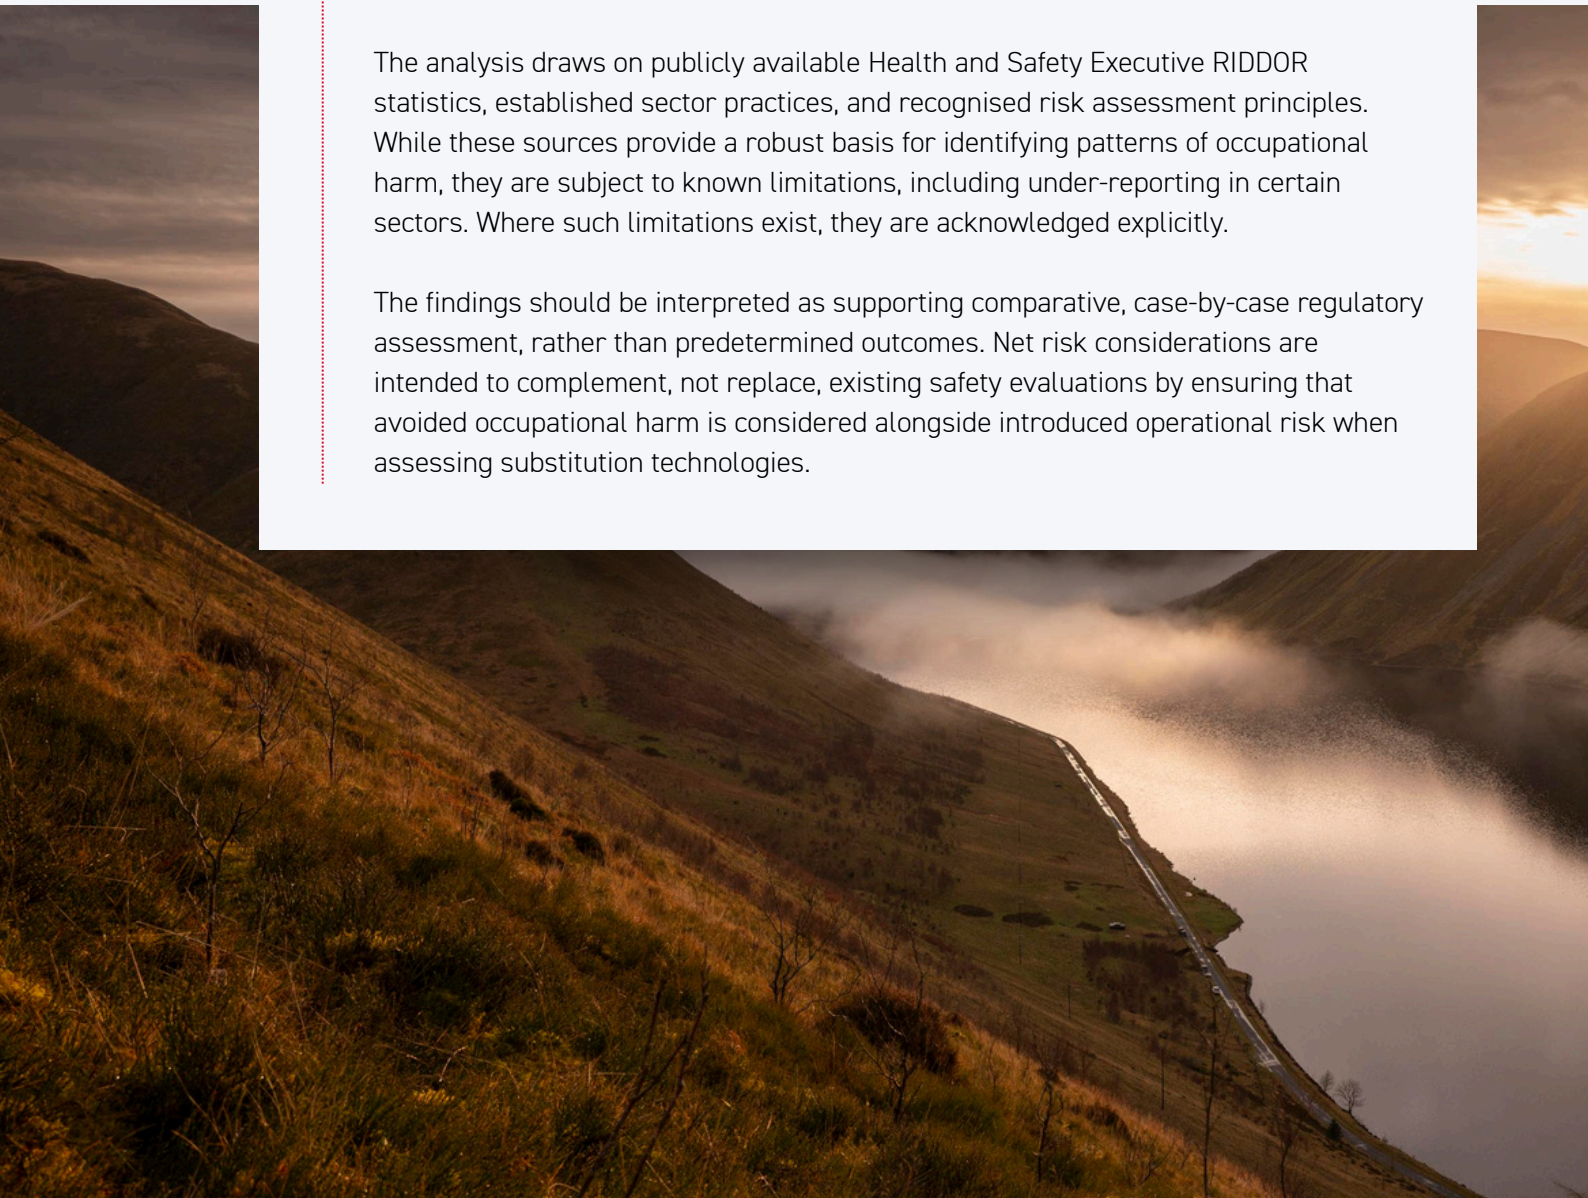 The analysis draws on publicly available Health and Safety Executive RIDDOR
statistics, established sector practices, and recognised risk assessment principles.
While these sources provide a robust basis for identifying patterns of occupational
harm, they are subject to known limitations, including under-reporting in certain
sectors. Where such limitations exist, they are acknowledged explicitly.
The findings should be interpreted as supporting comparative, case-by-case regulatory
assessment, rather than predetermined outcomes. Net risk considerations are
intended to complement, not replace, existing safety evaluations by ensuring that
avoided occupational harm is considered alongside introduced operational risk when
assessing substitution technologies.